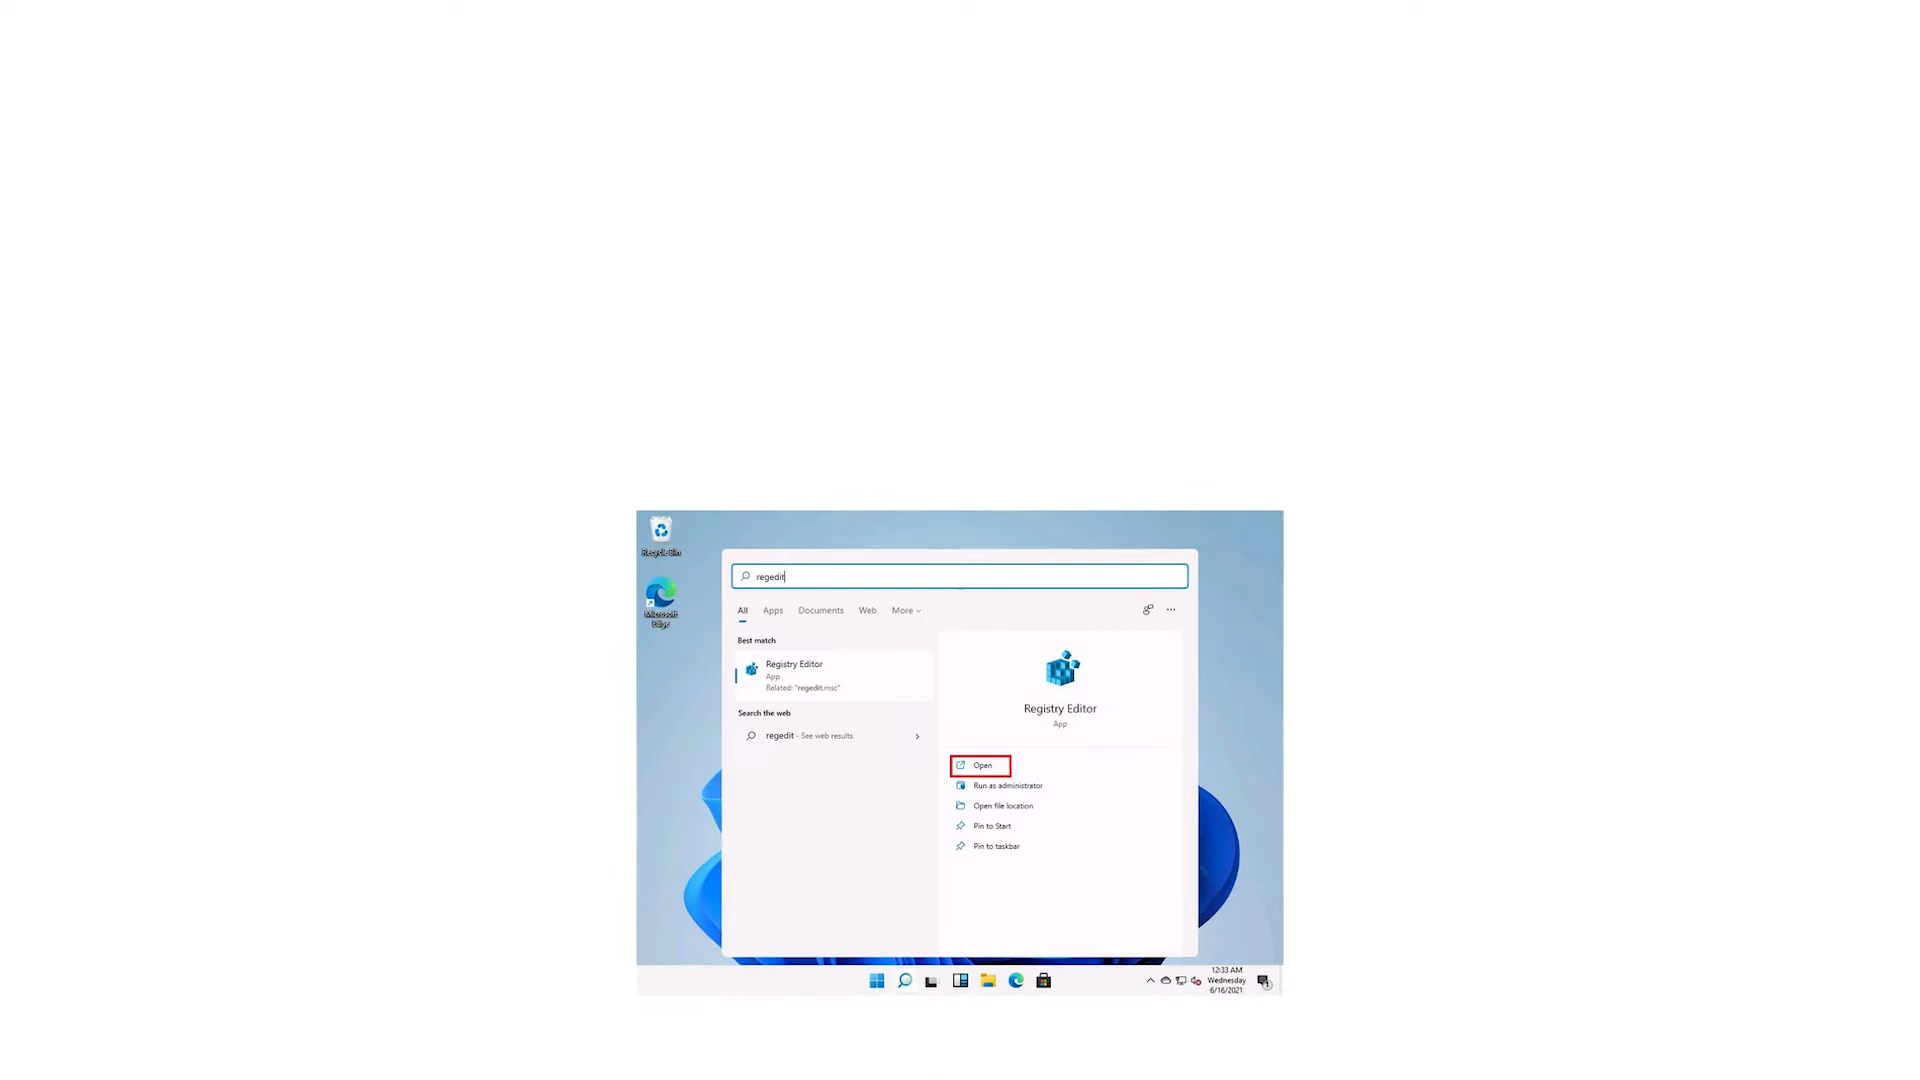 Recycle Bin
Microsoft
Edge
regedit
All Apps Documents Web More
Best match
Registry Editor
App
Related: "regedit.msc"
Search the web
regedit - See web results
Registry Editor
App
Open
Run as administrator
Open file location
Pin to Start
Pin to taskbar
12:33 AM
Wednesday
6/16/2021
1